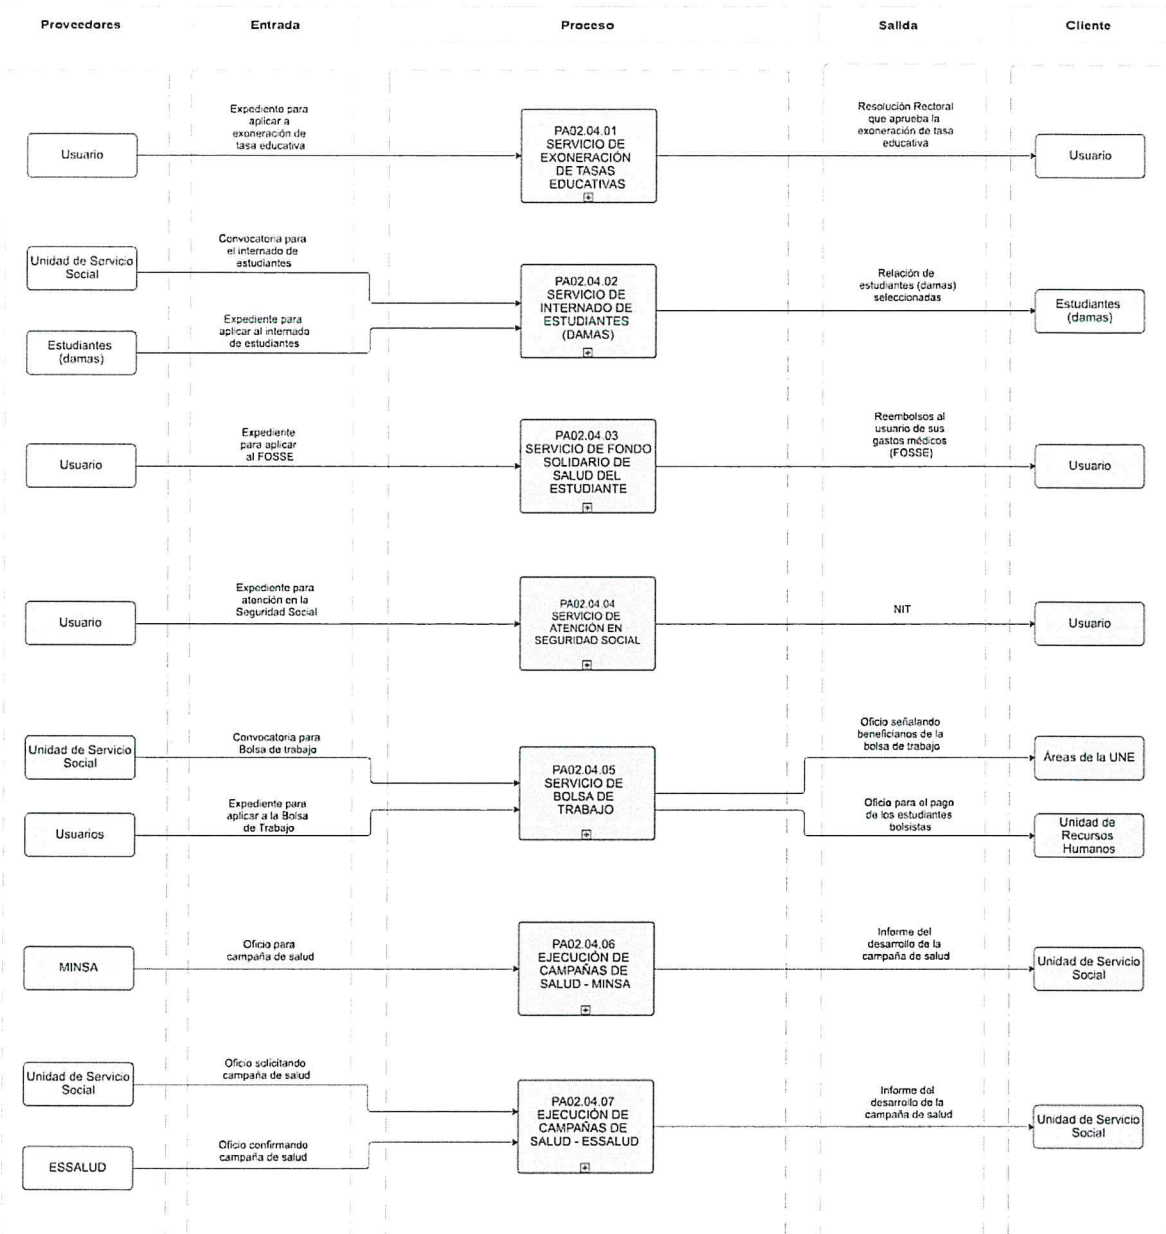 Proveedores
Entrada
Proceso
Salida
Cliente
Usuario
Expediento para
aplicar a
exoneración de
tasa educativa
PA02.04.01
SERVICIO DE
EXONERACIÓN
DE TASAS
EDUCATIVAS
Resolución Rectoral
que aprueba la
exoneración de tasa
educativa
Usuario
Unidad de Servicio
Social
Convocatoria para
el internado de
estudiantes
Estudiantes
(damas)
Expediente para
aplicar al internado
de estudiantes
PA02.04.02
SERVICIO DE
INTERNADO DE
ESTUDIANTES
(DAMAS)
Relación de
estudiantes (damas)
seleccionadas
Estudiantes
(damas)
Usuario
Expediente
para aplicar
al FOSSE
PA02.04.03
SERVICIO DE FONDO
SOLIDARIO DE
SALUD DEL
ESTUDIANTE
Reembolsos al
usuario de sus
gastos médicos
(FOSSE)
Usuario
Usuario
Expediente para
atención en la
Seguridad Social
PA02.04.04
SERVICIO DE
ATENCIÓN EN
SEGURIDAD SOCIAL
NIT
Usuario
Unidad de Servicio
Social
Convocatoria para
Bolsa de trabajo
Usuarios
Expediente para
aplicar a la Bolsa
de Trabajo
PA02.04.05
SERVICIO DE
BOLSA DE
TRABAJO
Oficio señalando
beneficiarios de la
bolsa de trabajo
Áreas de la UNE
Oficio para el pago
de los estudiantes
bolsistas
Unidad de
Recursos
Humanos
MINSA
Oficio para
campaña de salud
PA02.04.06
EJECUCIÓN DE
CAMPAÑAS DE
SALUD - MINSA
Informe del
desarrollo de la
campaña de salud
Unidad de Servicio
Social
Unidad de Servicio
Social
Oficio solicitando
campaña de salud
ESSALUD
Oficio confirmando
campaña de salud
PA02.04.07
EJECUCIÓN DE
CAMPAÑAS DE
SALUD - ESSALUD
Informe del
desarrollo de la
campaña de salud
Unidad de Servicio
Social